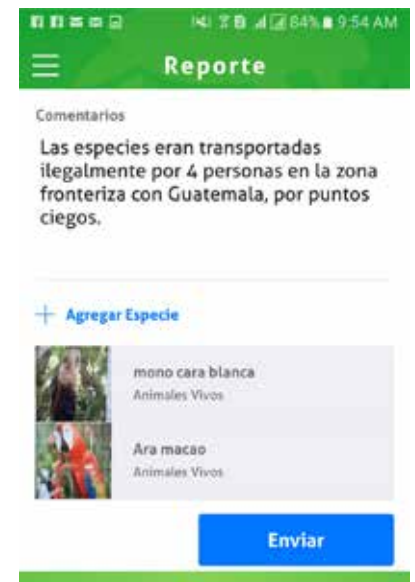 84% 9:54 AM
Reporte
Comentarios
Las especies eran transportadas
ilegalmente por 4 personas en la zona
fronteriza con Guatemala, por puntos
ciegos.
+ Agregar Especie
mono cara blanca
Animales Vivos
Ara macao
Animales Vivos
Enviar